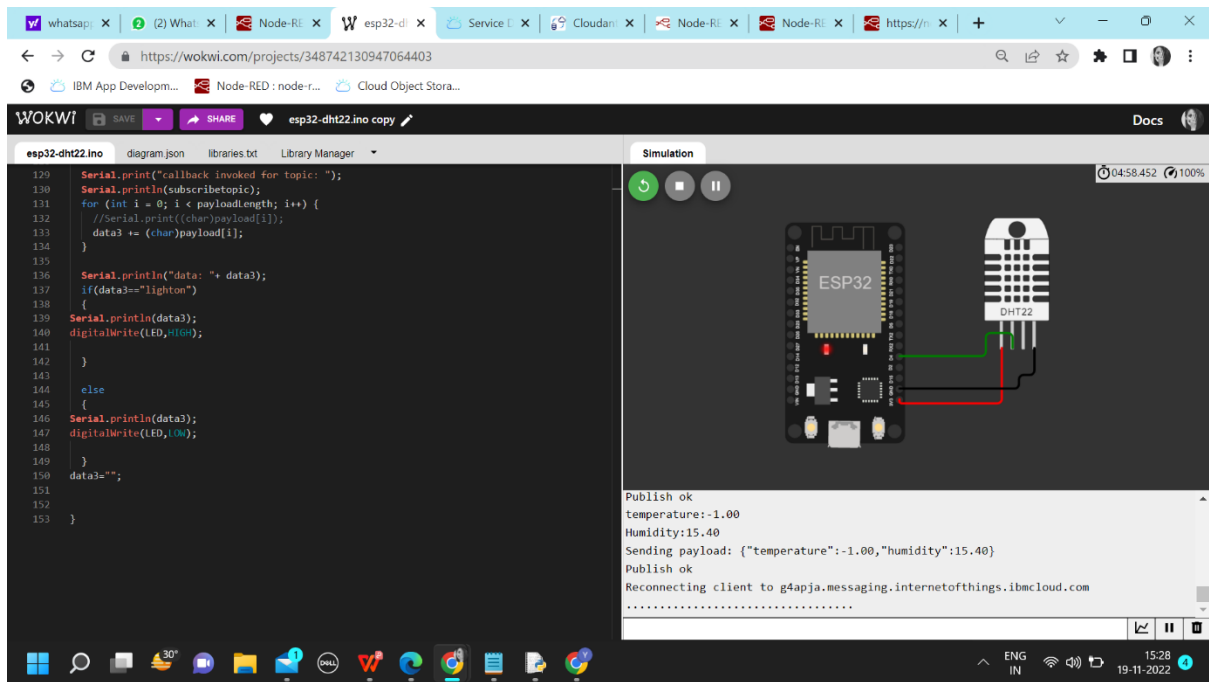 whatsap
(2) What
Node-RE
esp32-d
Service D
Cloudan
Node-RE
Node-RE
https://n
https://wokwi.com/projects/348742130947064403
IBM App Developm...
Node-RED : node-r...
Cloud Object Stora...
WOKWI
SAVE
SHARE
esp32-dht22.ino copy
Docs
esp32-dht22.ino
diagram.json
libraries.txt
Library Manager
Simulation
129 Serial.print("callback invoked for topic: ");
130 Serial.println(subscribetopic);
131 for (int i = 0; i < payloadLength; i++) {
132 //Serial.print((char)payload[i]);
133 data3 += (char)payload[i];
134 }
135
136 Serial.println("data: "+ data3);
137 if(data3=="lighton")
138 {
139 Serial.println(data3);
140 digitalWrite(LED,HIGH);
141
142 }
143
144 else
145 {
146 Serial.println(data3);
147 digitalWrite(LED,LOW);
148
149 }
150 data3="";
151
152
153 }
04:58.452
100%
ESP32
DHT22
Publish ok
temperature:-1.00
Humidity:15.40
Sending payload: {"temperature":-1.00,"humidity":15.40}
Publish ok
Reconnecting client to g4apja.messaging.internetofthings.ibmcloud.com
..................................
30°
1
DELL
ENG
IN
15:28
19-11-2022
4